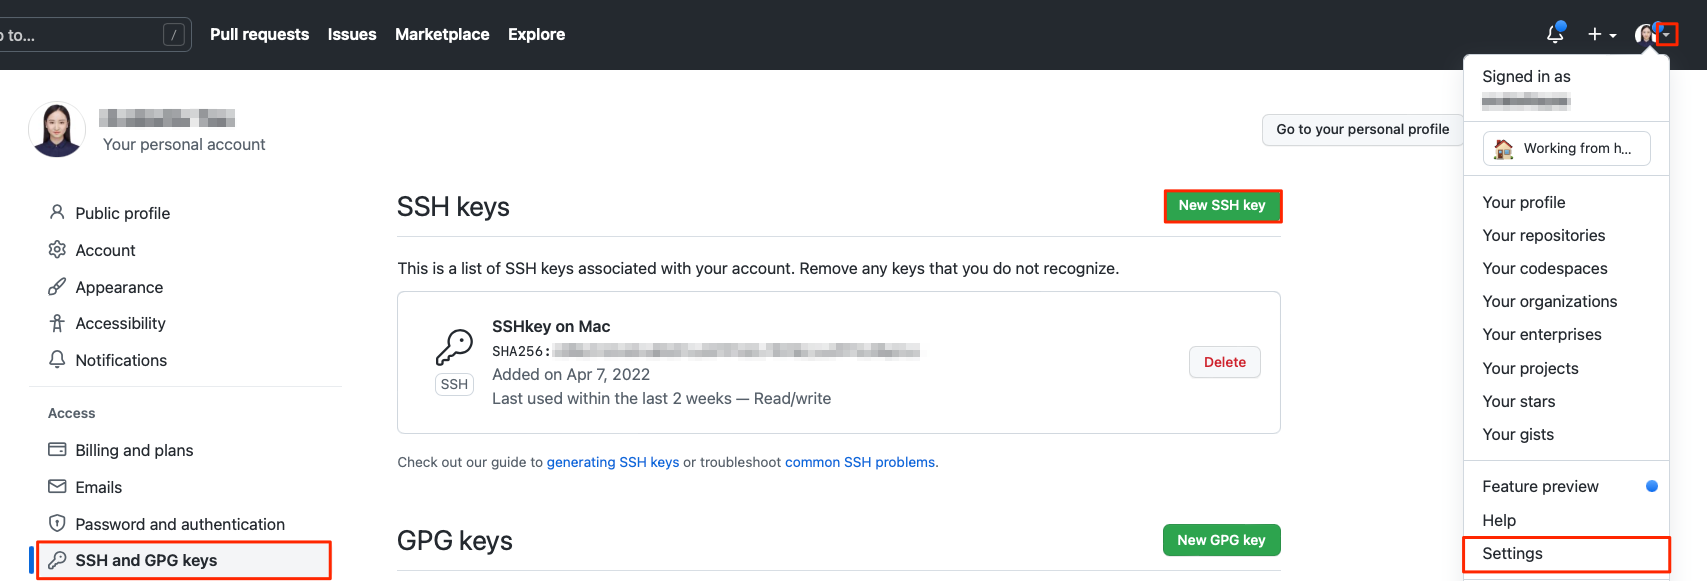 to...
/
Pull requests
Issues
Marketplace
Explore
Your personal account
Go to your personal profile
Public profile
Account
Appearance
Accessibility
Notifications
Access
Billing and plans
Emails
Password and authentication
SSH and GPG keys
SSH keys
New SSH key
This is a list of SSH keys associated with your account. Remove any keys that you do not recognize.
SSH
SSHkey on Mac
SHA256:
Added on Apr 7, 2022
Last used within the last 2 weeks — Read/write
Delete
Check out our guide to generating SSH keys or troubleshoot common SSH problems.
GPG keys
New GPG key
Signed in as
Working from h...
Your profile
Your repositories
Your codespaces
Your organizations
Your enterprises
Your projects
Your stars
Your gists
Feature preview
Help
Settings